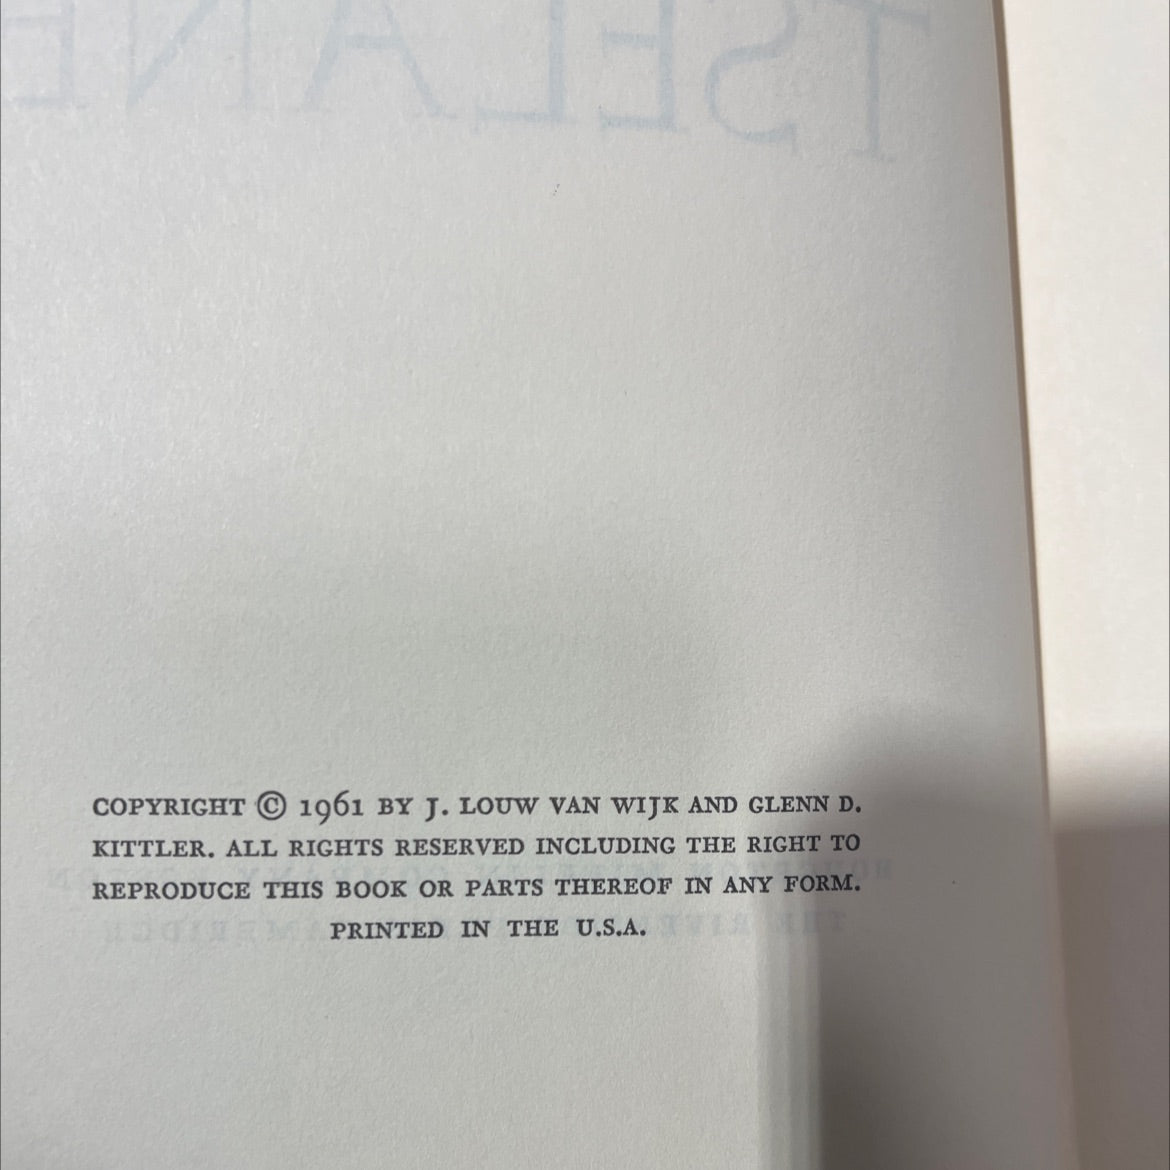 TSELANE
COPYRIGHT © 1961 BY J. LOUW VAN WIJK AND GLENN D.
KITTLER. ALL RIGHTS RESERVED INCLUDING THE RIGHT TO
REPRODUCE THIS BOOK OR PARTS THEREOF IN ANY FORM.
PRINTED IN THE U.S.A.